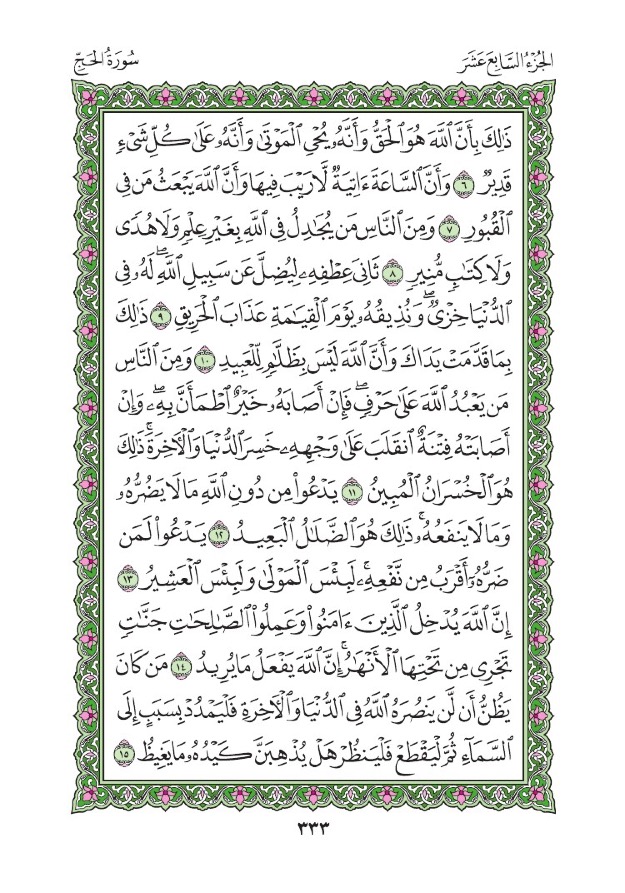 الجُزْءُ السَّابِعَ عَشَرَ
سُورَةُ الحَجِّ
ذَٰلِكَ بِأَنَّ ٱللَّهَ هُوَ ٱلْحَقُّ وَأَنَّهُۥ يُحْىِ ٱلْمَوْتَىٰ وَأَنَّهُۥ عَلَىٰ كُلِّ شَىْءٍ
قَدِيرٌ ٦ وَأَنَّ ٱلسَّاعَةَ ءَاتِيَةٌ لَّا رَيْبَ فِيهَا وَأَنَّ ٱللَّهَ يَبْعَثُ مَن فِى
ٱلْقُبُورِ ٧ وَمِنَ ٱلنَّاسِ مَن يُجَٰدِلُ فِى ٱللَّهِ بِغَيْرِ عِلْمٍ وَلَا هُدًى
وَلَا كِتَٰبٍ مُّنِيرٍ ٨ ثَانِىَ عِطْفِهِۦ لِيُضِلَّ عَن سَبِيلِ ٱللَّهِۖ لَهُۥ فِى
ٱلدُّنْيَا خِزْىٌۖ وَنُذِيقُهُۥ يَوْمَ ٱلْقِيَٰمَةِ عَذَابَ ٱلْحَرِيقِ ٩ ذَٰلِكَ
بِمَا قَدَّمَتْ يَدَاكَ وَأَنَّ ٱللَّهَ لَيْسَ بِظَلَّٰمٍ لِّلْعَبِيدِ ١٠ وَمِنَ ٱلنَّاسِ
مَن يَعْبُدُ ٱللَّهَ عَلَىٰ حَرْفٍۖ فَإِنْ أَصَابَهُۥ خَيْرٌ ٱطْمَأَنَّ بِهِۦۖ وَإِنْ
أَصَابَتْهُ فِتْنَةٌ ٱنقَلَبَ عَلَىٰ وَجْهِهِۦ خَسِرَ ٱلدُّنْيَا وَٱلْءَاخِرَةَۚ ذَٰلِكَ
هُوَ ٱلْخُسْرَانُ ٱلْمُبِينُ ١١ يَدْعُوا۟ مِن دُونِ ٱللَّهِ مَا لَا يَضُرُّهُۥ
وَمَا لَا يَنفَعُهُۥۚ ذَٰلِكَ هُوَ ٱلضَّلَٰلُ ٱلْبَعِيدُ ١٢ يَدْعُوا۟ لَمَن
ضَرُّهُۥٓ أَقْرَبُ مِن نَّفْعِهِۦۚ لَبِئْسَ ٱلْمَوْلَىٰ وَلَبِئْسَ ٱلْعَشِيرُ ١٣
إِنَّ ٱللَّهَ يُدْخِلُ ٱلَّذِينَ ءَامَنُوا۟ وَعَمِلُوا۟ ٱلصَّٰلِحَٰتِ جَنَّٰتٍ
تَجْرِى مِن تَحْتِهَا ٱلْأَنْهَٰرُۚ إِنَّ ٱللَّهَ يَفْعَلُ مَا يُرِيدُ ١٤ مَن كَانَ
يَظُنُّ أَن لَّن يَنصُرَهُ ٱللَّهُ فِى ٱلدُّنْيَا وَٱلْءَاخِرَةِ فَلْيَمْدُدْ بِسَبَبٍ إِلَى
ٱلسَّمَآءِ ثُمَّ لْيَقْطَعْ فَلْيَنظُرْ هَلْ يُذْهِبَنَّ كَيْدُهُۥ مَا يَغِيظُ ١٥
٣٣٣